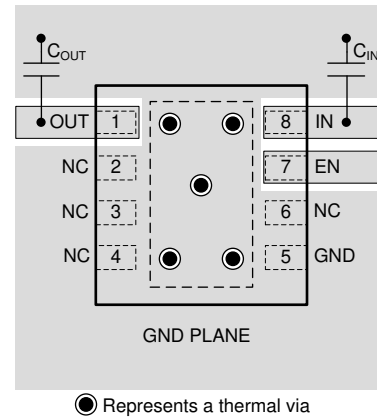 COUT CIN
OUT 1 8 IN
NC 2 7 EN
NC 3 6 NC
NC 4 5 GND
GND PLANE
Represents a thermal via